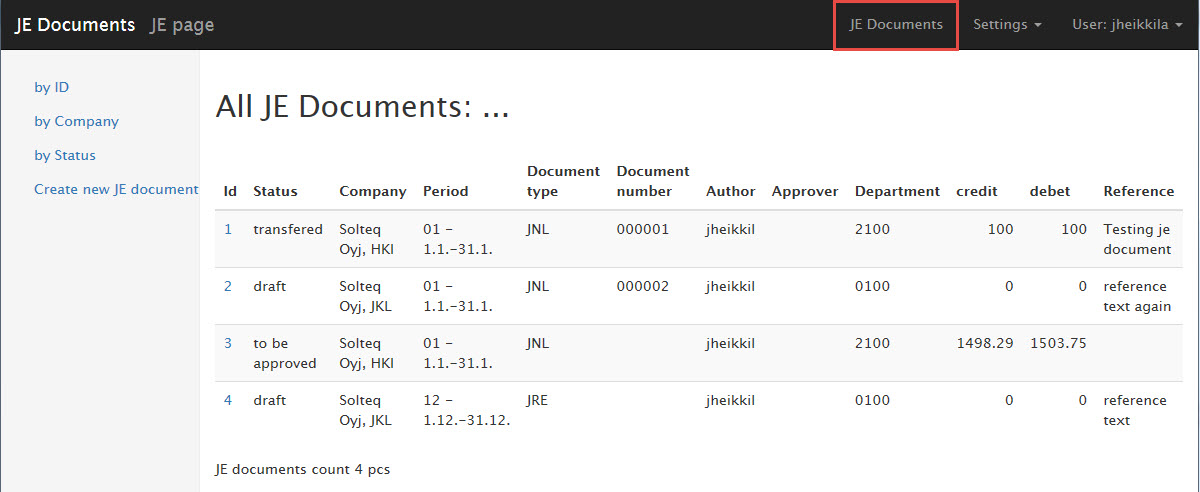 JE Documents JE page JE Documents Settings User: jheikkila
by ID
by Company
by Status
Create new JE document
All JE Documents: ...
Id Status Company Period Document type Document number Author Approver Department credit debet Reference
1 transfered Solteq Oyj, HKI 01 - 1.1.-31.1. JNL 000001 jheikkil 2100 100 100 Testing je document
2 draft Solteq Oyj, JKL 01 - 1.1.-31.1. JNL 000002 jheikkil 0100 0 0 reference text again
3 to be approved Solteq Oyj, HKI 01 - 1.1.-31.1. JNL jheikkil 2100 1498.29 1503.75
4 draft Solteq Oyj, JKL 12 - 1.12.-31.12. JRE jheikkil 0100 0 0 reference text
JE documents count 4 pcs